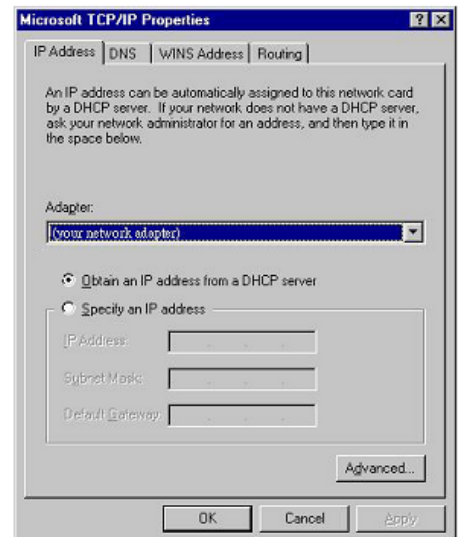 Microsoft TCP/IP Properties
IP Address DNS WINS Address Routing
An IP address can be automatically assigned to this network card
by a DHCP server. If your network does not have a DHCP server,
ask your network administrator for an address, and then type it in
the space below.
Adapter:
(your network adapter)
Obtain an IP address from a DHCP server
Specify an IP address
IP Address:
Subnet Mask:
Default Gateway:
Advanced...
OK Cancel Apply